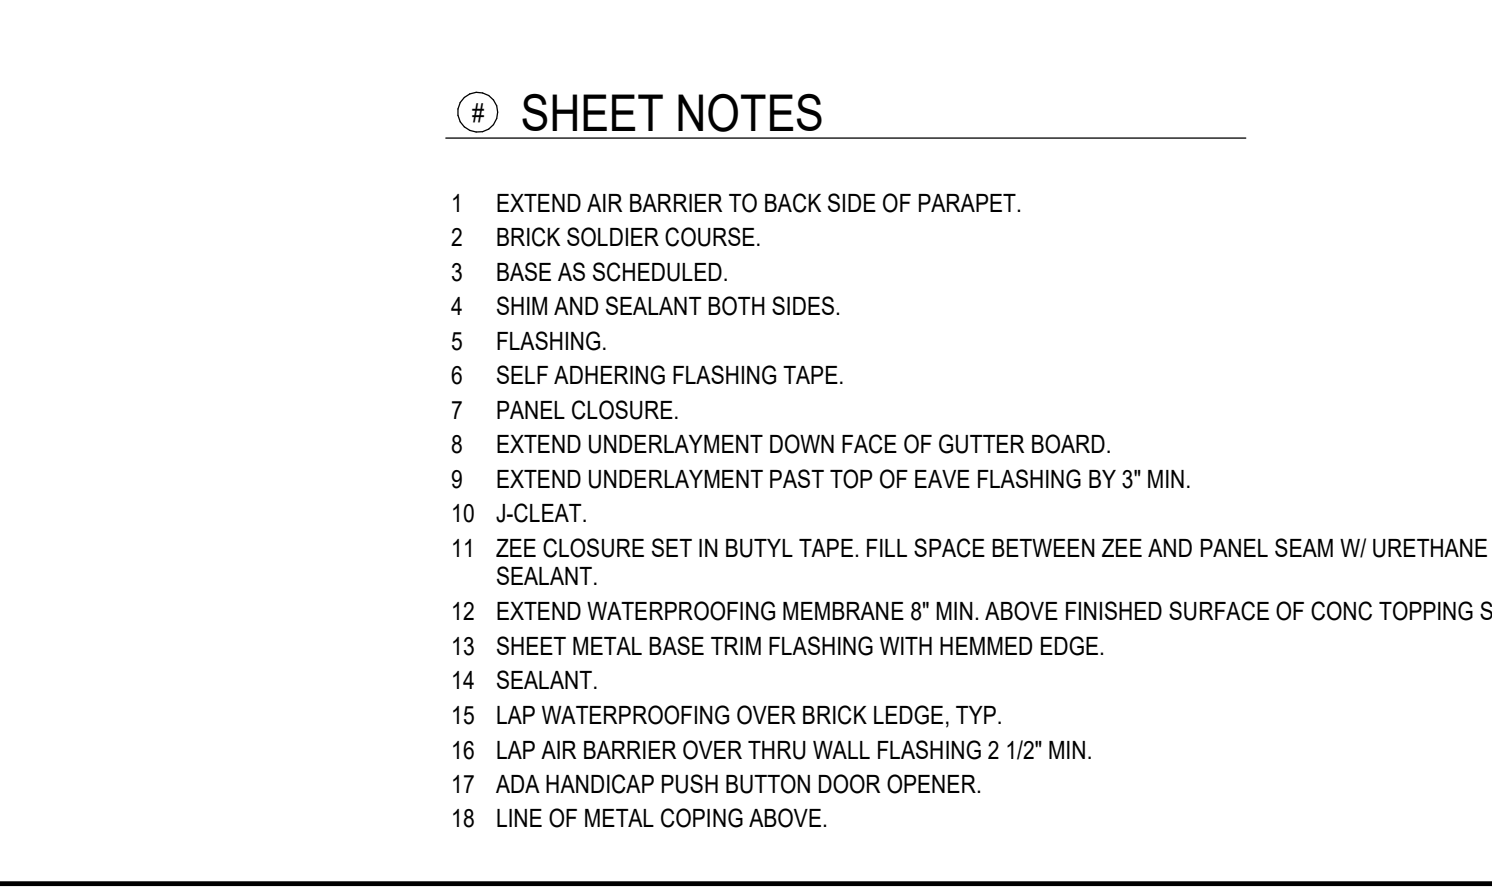 # SHEET NOTES
1 EXTEND AIR BARRIER TO BACK SIDE OF PARAPET.
2 BRICK SOLDIER COURSE.
3 BASE AS SCHEDULED.
4 SHIM AND SEALANT BOTH SIDES.
5 FLASHING.
6 SELF ADHERING FLASHING TAPE.
7 PANEL CLOSURE.
8 EXTEND UNDERLAYMENT DOWN FACE OF GUTTER BOARD.
9 EXTEND UNDERLAYMENT PAST TOP OF EAVE FLASHING BY 3" MIN.
10 J-CLEAT.
11 ZEE CLOSURE SET IN BUTYL TAPE. FILL SPACE BETWEEN ZEE AND PANEL SEAM W/ URETHANE
SEALANT.
12 EXTEND WATERPROOFING MEMBRANE 8" MIN. ABOVE FINISHED SURFACE OF CONC TOPPING
13 SHEET METAL BASE TRIM FLASHING WITH HEMMED EDGE.
14 SEALANT.
15 LAP WATERPROOFING OVER BRICK LEDGE, TYP.
16 LAP AIR BARRIER OVER THRU WALL FLASHING 2 1/2" MIN.
17 ADA HANDICAP PUSH BUTTON DOOR OPENER.
18 LINE OF METAL COPING ABOVE.